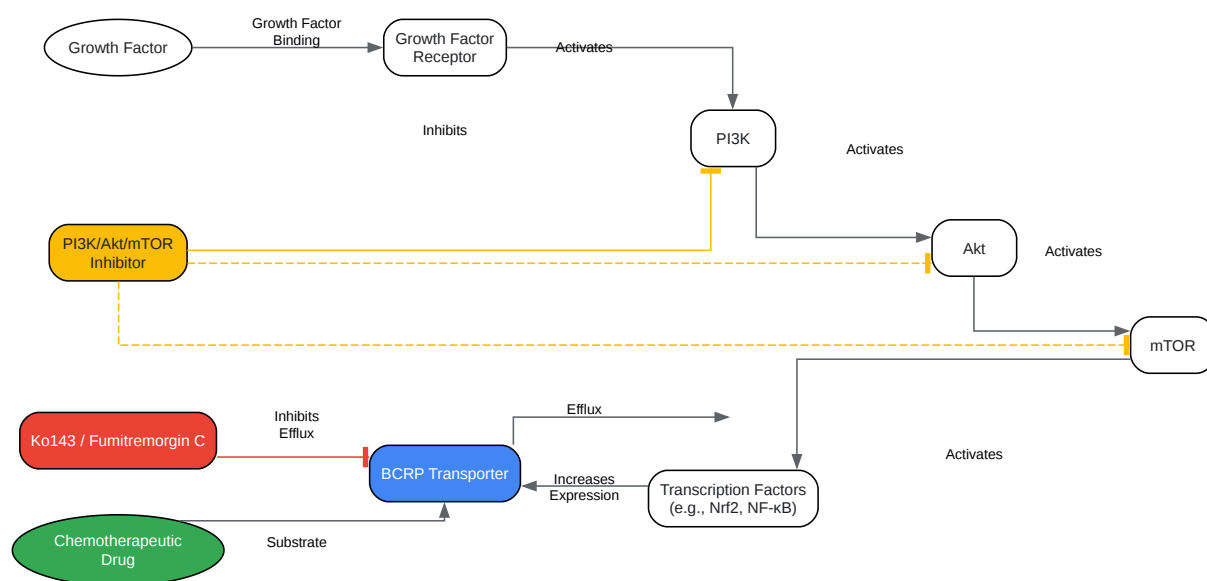 Growth Factor
Growth Factor
Binding
Growth Factor
Receptor
Activates
Inhibits
PI3K
Activates
PI3K/Akt/mTOR
Inhibitor
Akt
Activates
mTOR
Ko143 / Fumitremorgin C
Inhibits
Efflux
Efflux
BCRP Transporter
Increases
Expression
Transcription Factors
(e.g., Nrf2, NF-κB)
Activates
Chemotherapeutic
Drug
Substrate